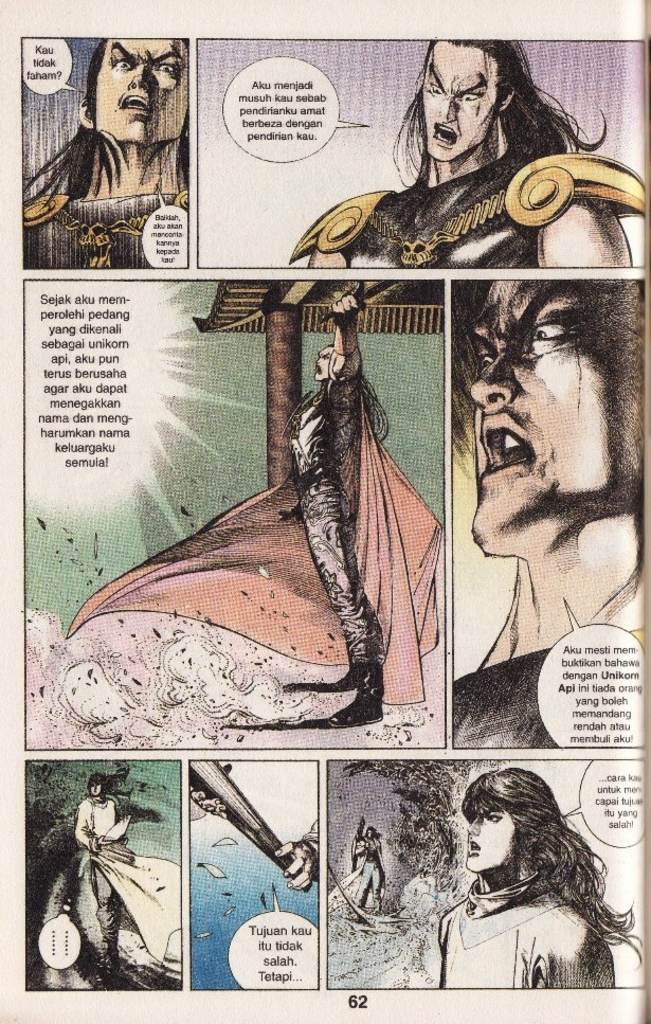 Kau
tidak
faham?
Baiklah,
aku akan
mencerita-
kannya
kepada
kau!
Aku menjadi
musuh kau sebab
pendirianku amat
berbeza dengan
pendirian kau.
Sejak aku mem-
perolehi pedang
yang dikenali
sebagai unikorn
api, aku pun
terus berusaha
agar aku dapat
menegakkan
nama dan meng-
harumkan nama
keluargaku
semula!
Aku mesti mem-
buktikan bahawa
dengan Unikorn
Api ini tiada orang
yang boleh
memandang
rendah atau
membuli aku!
Tujuan kau
itu tidak
salah.
Tetapi...
...cara kau
untuk men-
capai tujuan
itu yang
salah!
62